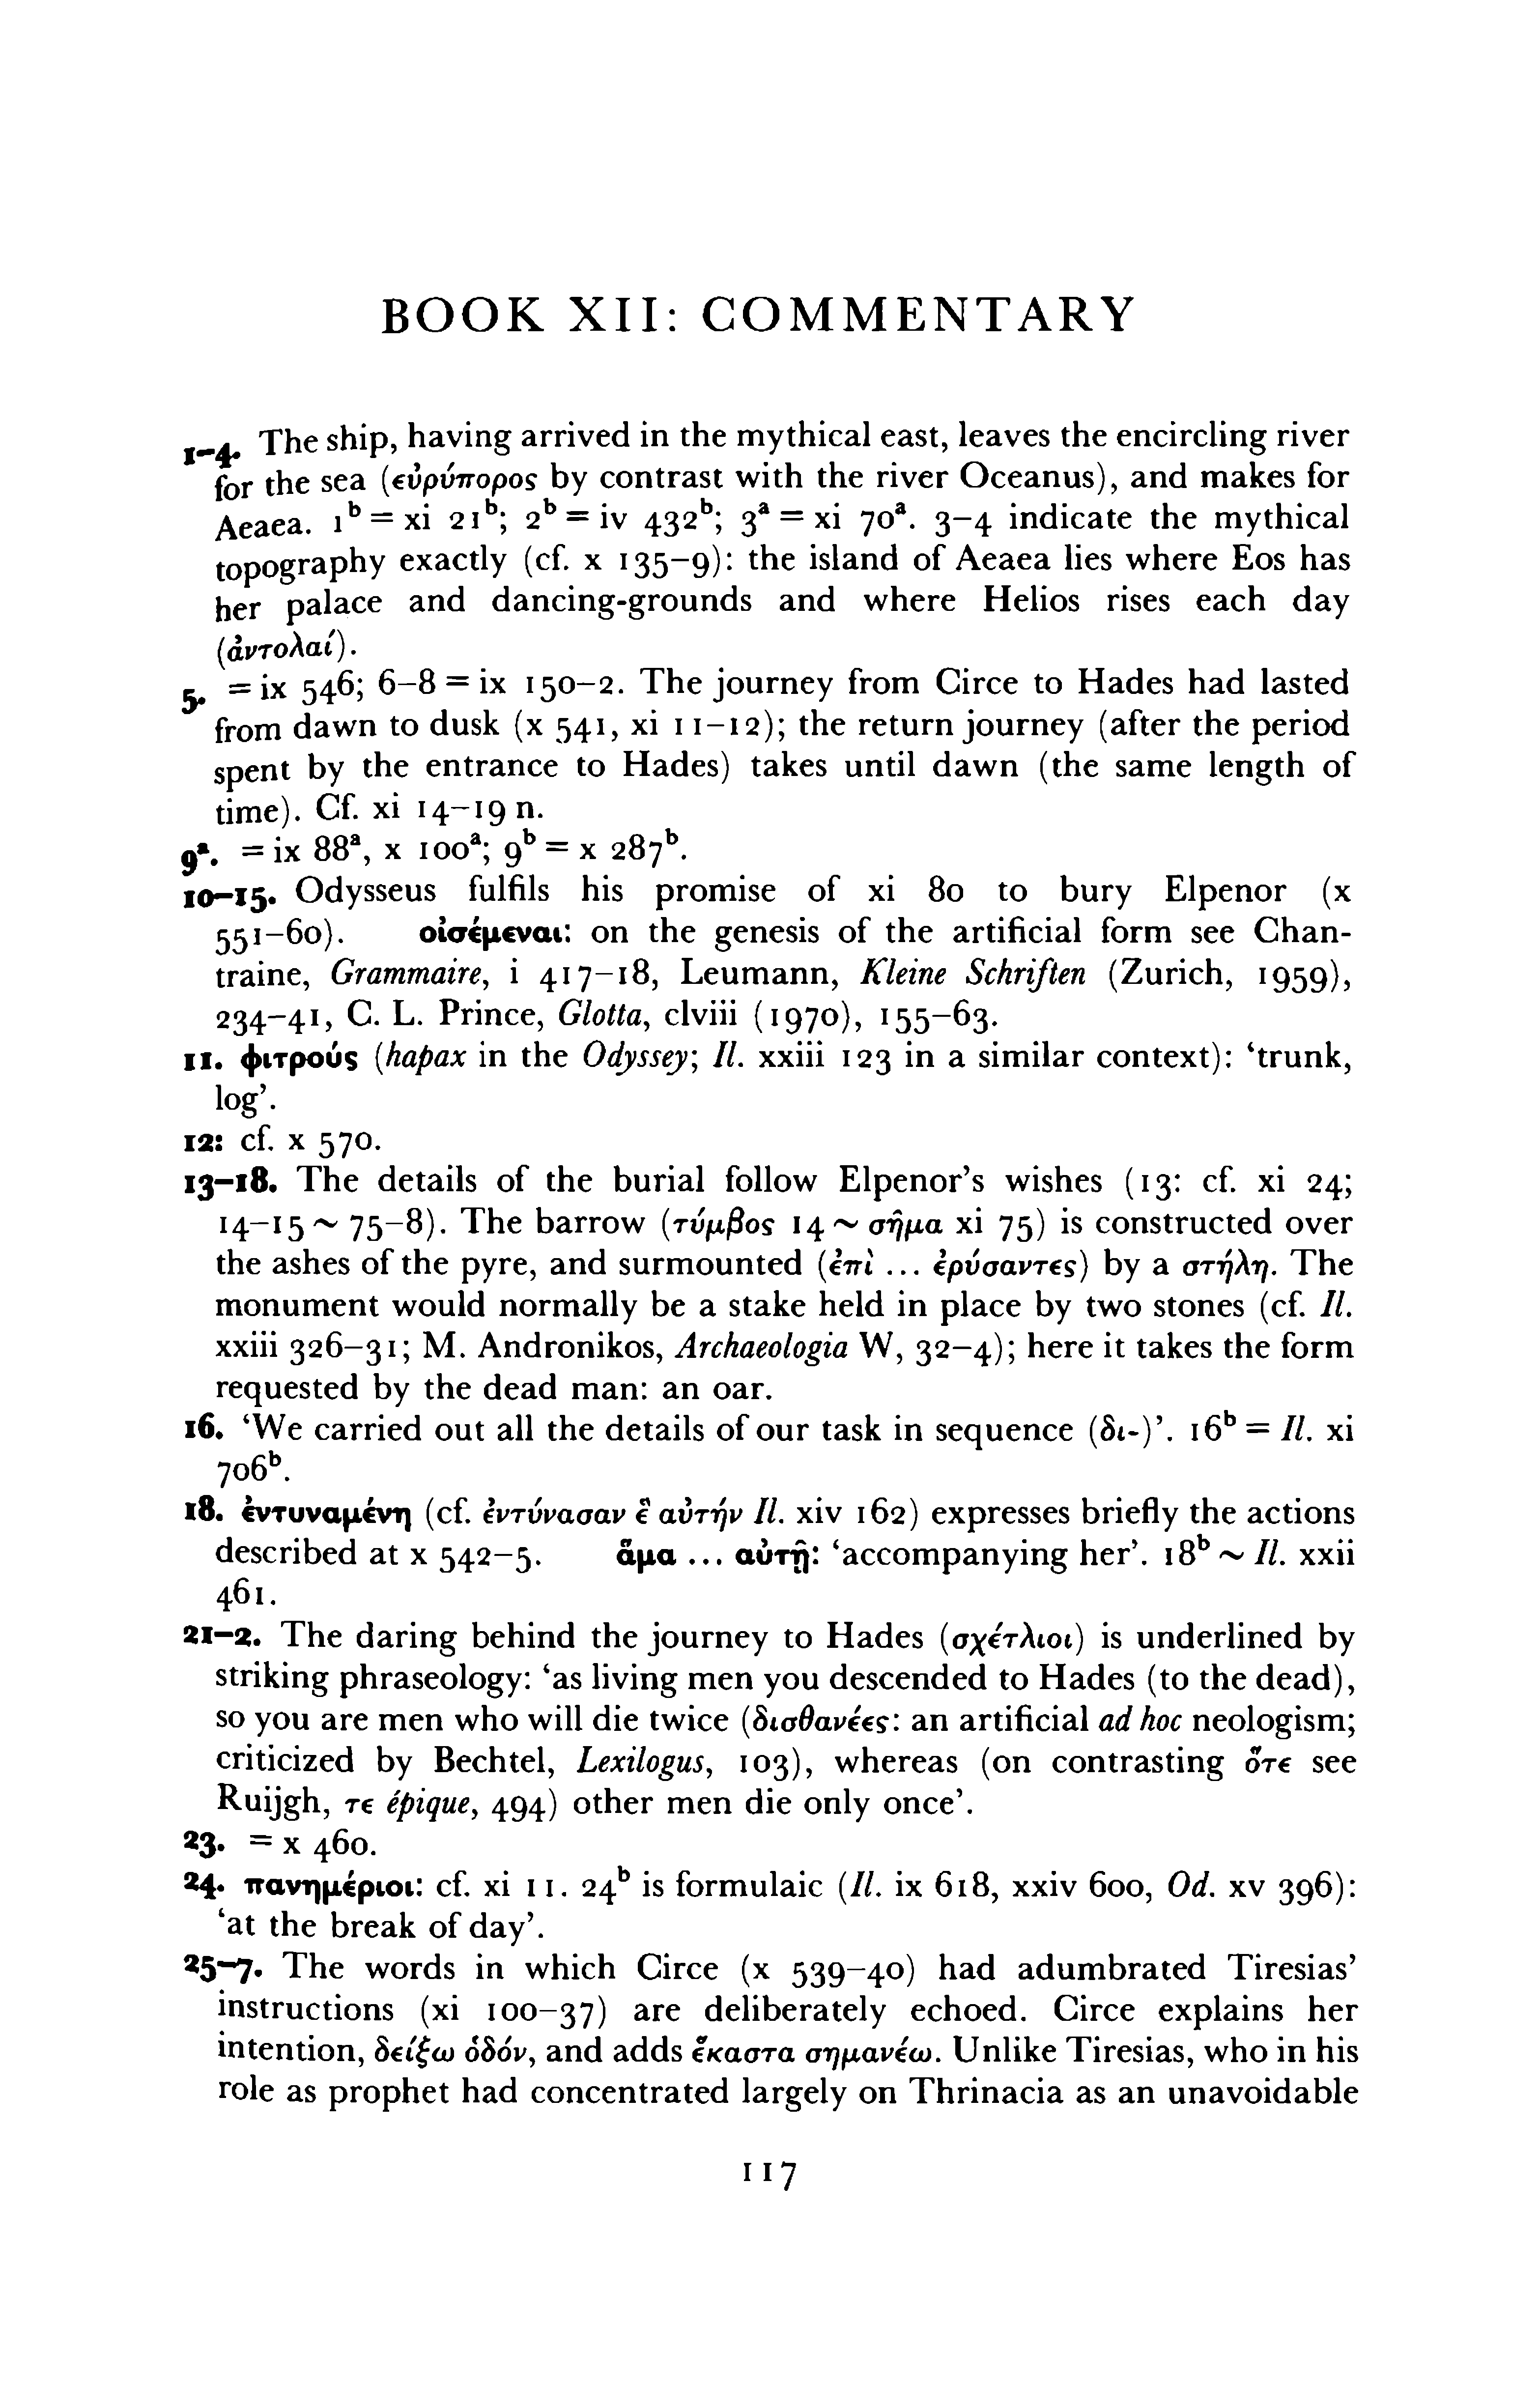 BOOK XII: COMMENTARY
1–4. The ship, having arrived in the mythical east, leaves the encircling river
for the sea (εὐρύπορος by contrast with the river Oceanus), and makes for
Aeaea. 1ᵇ = xi 21ᵇ; 2ᵇ = iv 432ᵇ; 3ᵃ = xi 70ᵃ. 3–4 indicate the mythical
topography exactly (cf. x 135–9): the island of Aeaea lies where Eos has
her palace and dancing-grounds and where Helios rises each day
(ἀντολαί).
5. = ix 546; 6–8 = ix 150–2. The journey from Circe to Hades had lasted
from dawn to dusk (x 541, xi 11–12); the return journey (after the period
spent by the entrance to Hades) takes until dawn (the same length of
time). Cf. xi 14–19 n.
9ᵃ. = ix 88ᵃ, x 100ᵃ; 9ᵇ = x 287ᵇ.
10–15. Odysseus fulfils his promise of xi 80 to bury Elpenor (x
551–60). οἰσέμεναι: on the genesis of the artificial form see Chan-
traine, Grammaire, i 417–18, Leumann, Kleine Schriften (Zurich, 1959),
234–41, C. L. Prince, Glotta, clviii (1970), 155–63.
11. φιτρούς (hapax in the Odyssey; Il. xxiii 123 in a similar context): ‘trunk,
log’.
12: cf. x 570.
13–18. The details of the burial follow Elpenor’s wishes (13: cf. xi 24;
14–15 ~ 75–8). The barrow (τύμβος 14 ~ σῆμα xi 75) is constructed over
the ashes of the pyre, and surmounted (ἐπὶ ... ἐρύσαντες) by a στήλη. The
monument would normally be a stake held in place by two stones (cf. Il.
xxiii 326–31; M. Andronikos, Archaeologia W, 32–4); here it takes the form
requested by the dead man: an oar.
16. ‘We carried out all the details of our task in sequence (δι-)’. 16ᵇ = Il. xi
706ᵇ.
18. ἐντυναμένη (cf. ἐντύνασαν ἓ αὐτήν Il. xiv 162) expresses briefly the actions
described at x 542–5. ἅμα ... αὐτῇ: ‘accompanying her’. 18ᵇ ~ Il. xxii
461.
21–2. The daring behind the journey to Hades (σχέτλιοι) is underlined by
striking phraseology: ‘as living men you descended to Hades (to the dead),
so you are men who will die twice (δισθανέες: an artificial ad hoc neologism;
criticized by Bechtel, Lexilogus, 103), whereas (on contrasting ὅτε see
Ruijgh, τε épique, 494) other men die only once’.
23. = x 460.
24. πανημέριοι: cf. xi 11. 24ᵇ is formulaic (Il. ix 618, xxiv 600, Od. xv 396):
‘at the break of day’.
25–7. The words in which Circe (x 539–40) had adumbrated Tiresias’
instructions (xi 100–37) are deliberately echoed. Circe explains her
intention, δείξω ὁδόν, and adds ἕκαστα σημανέω. Unlike Tiresias, who in his
role as prophet had concentrated largely on Thrinacia as an unavoidable
117